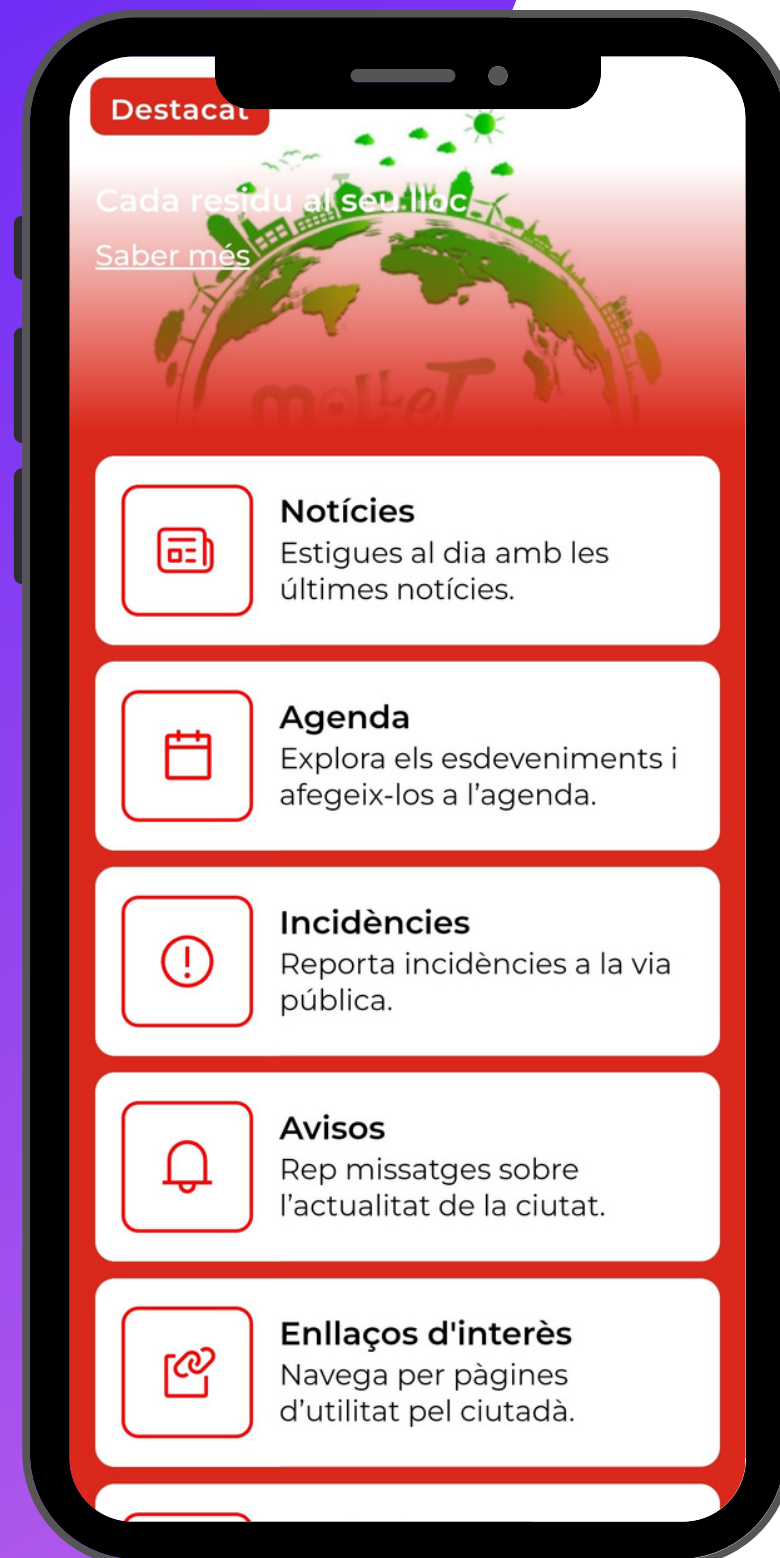 Destacat
Cada residu al seu lloc
Saber més
moLLeT
Notícies
Estigues al dia amb les
últimes notícies.
Agenda
Explora els esdeveniments i
afegeix-los a l’agenda.
Incidències
Reporta incidències a la via
pública.
Avisos
Rep missatges sobre
l’actualitat de la ciutat.
Enllaços d'interès
Navega per pàgines
d’utilitat pel ciutadà.